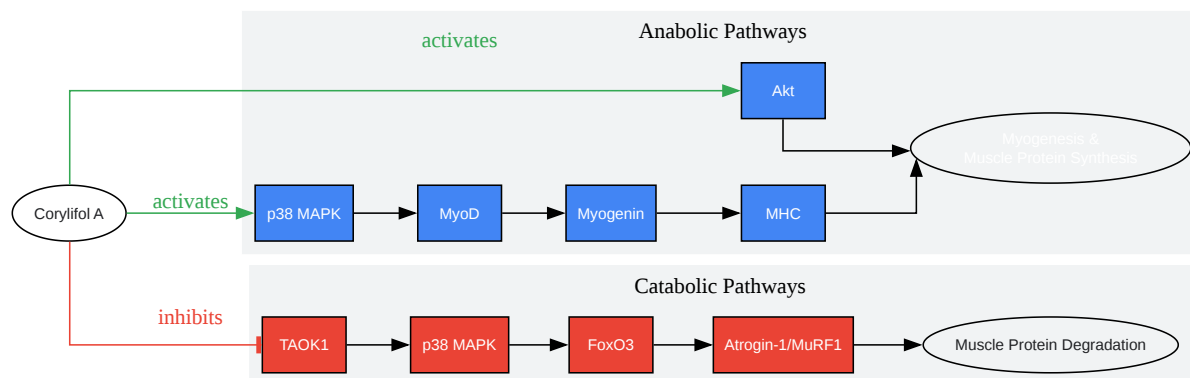 Anabolic Pathways
activates
Akt
Myogenesis &
Muscle Protein Synthesis
Corylifol A
activates
p38 MAPK
MyoD
Myogenin
MHC
Catabolic Pathways
inhibits
TAOK1
p38 MAPK
FoxO3
Atrogin-1/MuRF1
Muscle Protein Degradation